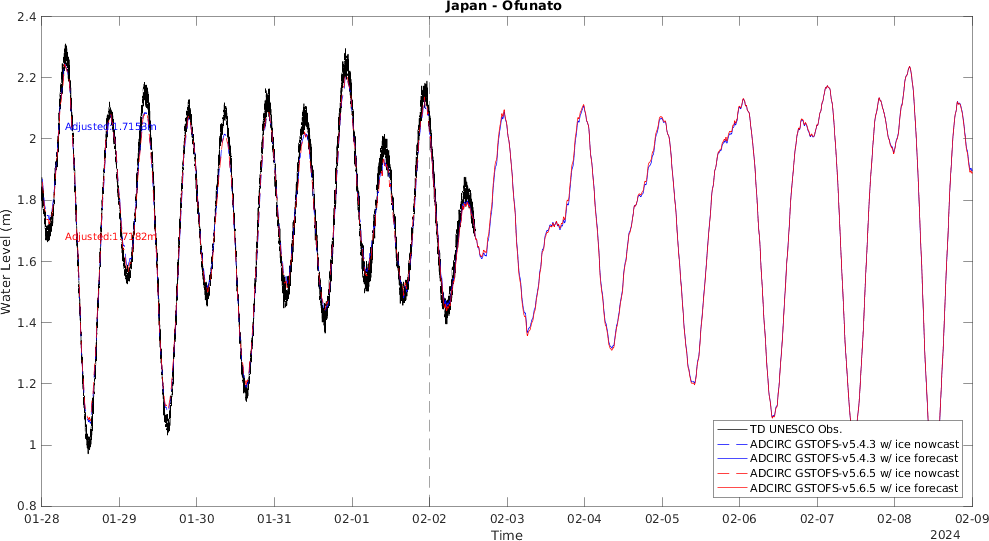 Japan - Ofunato
2.4
2.2
2
1.8
1.6
1.4
1.2
1
0.8
Water Level (m)
Adjusted:1.7153m
Adjusted:1.7182m
TD UNESCO Obs.
ADCIRC GSTOFS-v5.4.3 w/ ice nowcast
ADCIRC GSTOFS-v5.4.3 w/ ice forecast
ADCIRC GSTOFS-v5.6.5 w/ ice nowcast
ADCIRC GSTOFS-v5.6.5 w/ ice forecast
01-28 01-29 01-30 01-31 02-01 02-02 02-03 02-04 02-05 02-06 02-07 02-08 02-09
Time
2024